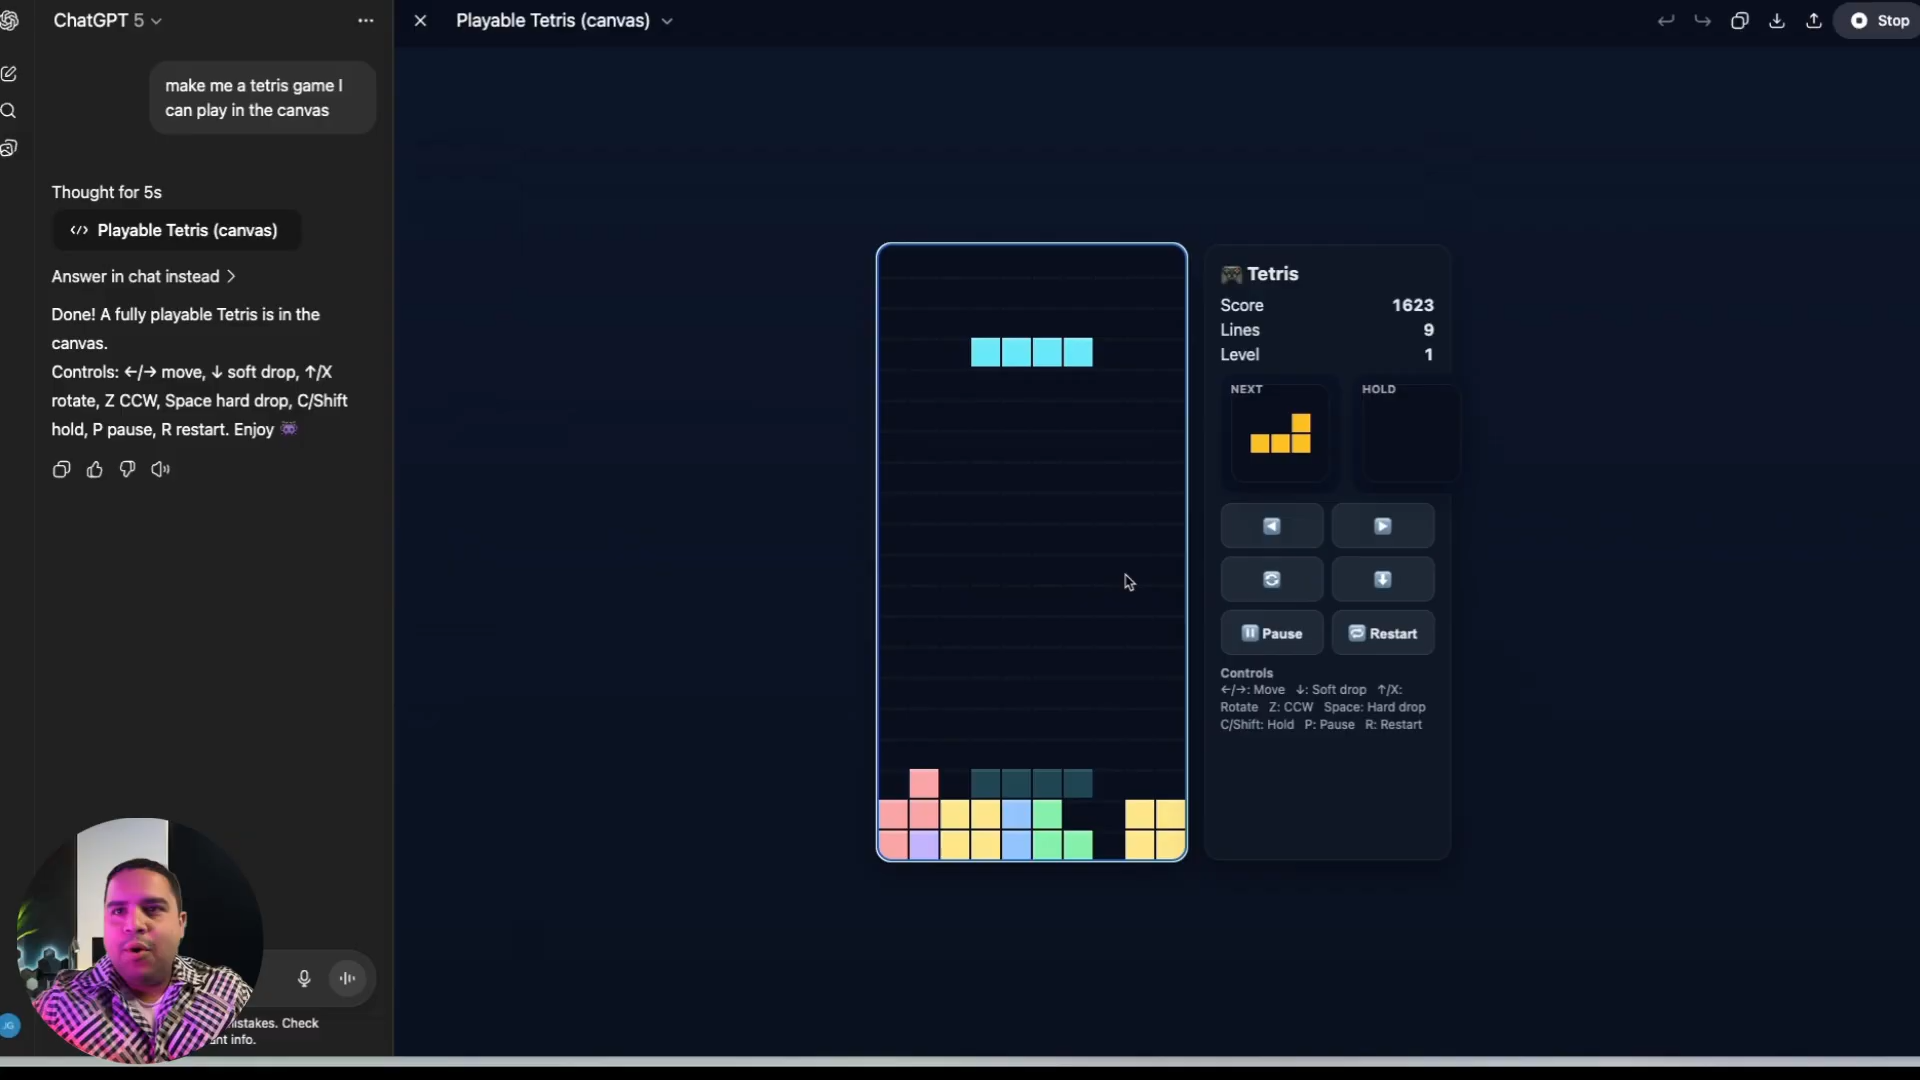 ChatGPT 5
Playable Tetris (canvas)
Stop
make me a tetris game I
can play in the canvas
Thought for 5s
Playable Tetris (canvas)
Answer in chat instead
Done! A fully playable Tetris is in the
canvas.
Controls: ←/→ move, ↓ soft drop, ↑/X
rotate, Z CCW, Space hard drop, C/Shift
hold, P pause, R restart. Enjoy 👾
🎮 Tetris
Score 1623
Lines 9
Level 1
NEXT HOLD
Pause Restart
Controls
←/→: Move ↓: Soft drop ↑/X:
Rotate Z: CCW Space: Hard drop
C/Shift: Hold P: Pause R: Restart
JG
Check
info.